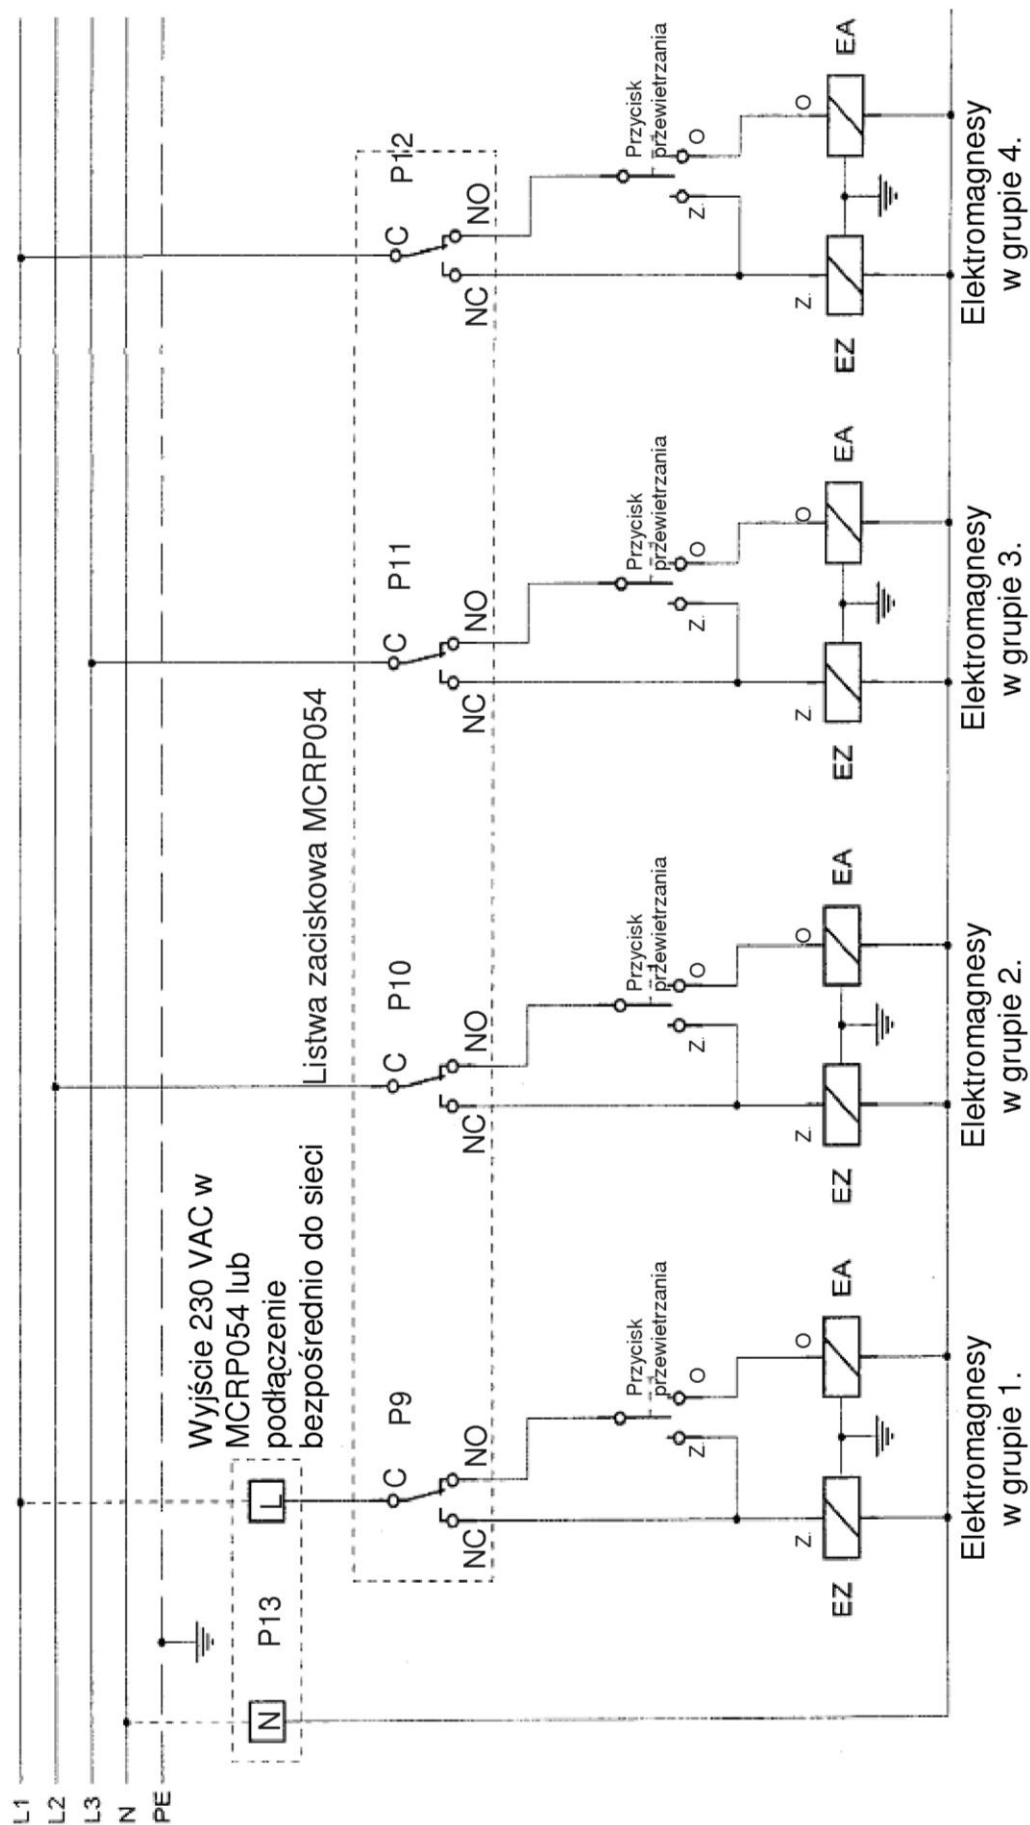 L1
L2
L3
N
PE
Wyjście 230 VAC w
MCRP054 lub
podłączenie
bezpośrednio do sieci
N
P13
L
Listwa zaciskowa MCRP054
P9
C
NC
NO
P10
C
NC
NO
P11
C
NC
NO
P12
C
NC
NO
Przycisk
przewietrzania
Z.
O
Przycisk
przewietrzania
Z.
O
Przycisk
przewietrzania
Z.
O
Przycisk
przewietrzania
Z.
O
Z.
O
EZ
EA
Z.
O
EZ
EA
Z.
O
EZ
EA
Z.
O
EZ
EA
Elektromagnesy
w grupie 1.
Elektromagnesy
w grupie 2.
Elektromagnesy
w grupie 3.
Elektromagnesy
w grupie 4.